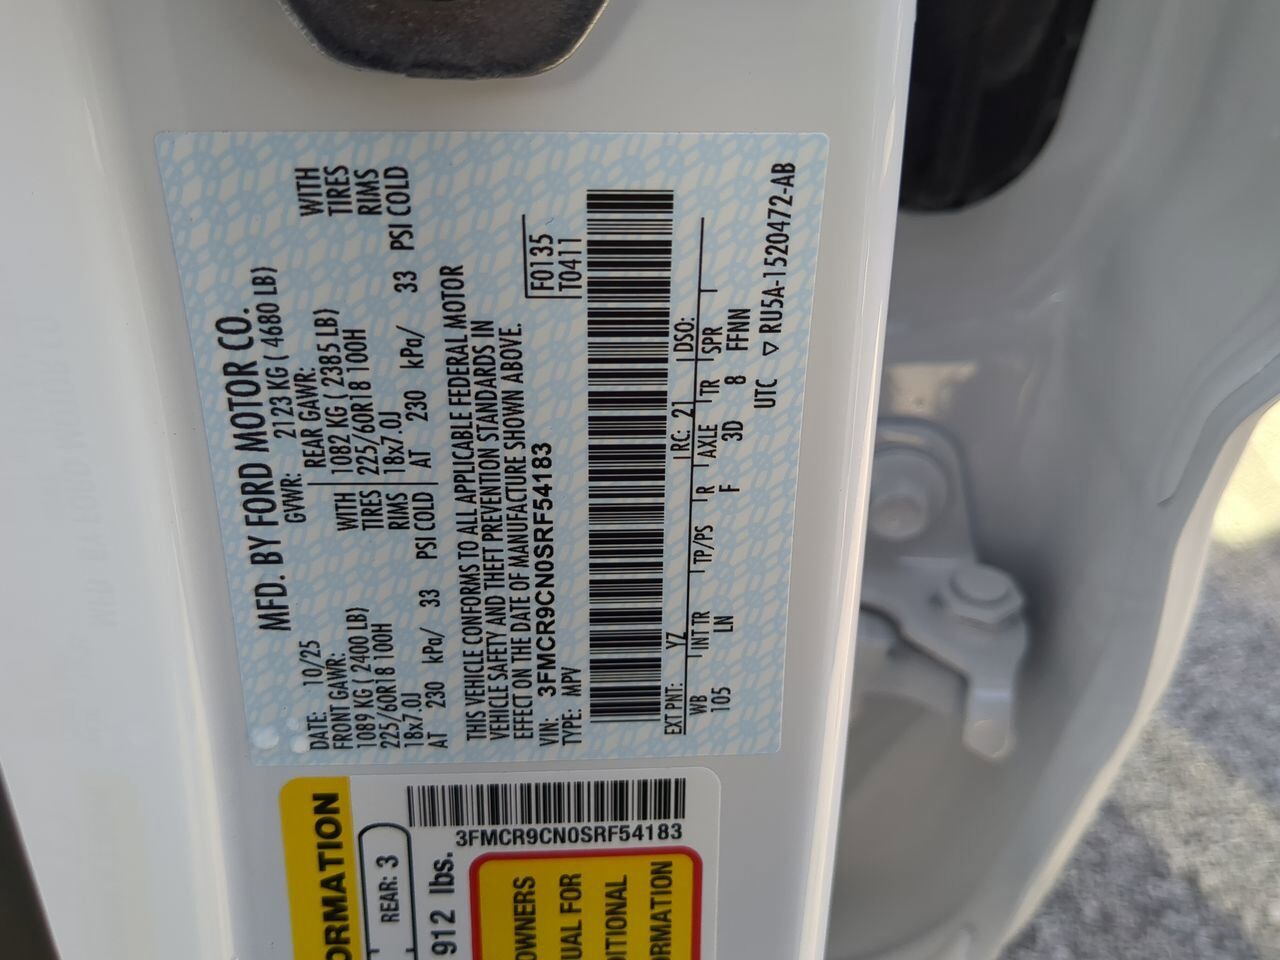 MFD. BY FORD MOTOR CO.
DATE: 10/25 GVWR: 2123 KG ( 4680 LB)
FRONT GAWR: REAR GAWR:
1089 KG ( 2400 LB) WITH 1082 KG ( 2385 LB) WITH
225/60R18 100H TIRES 225/60R18 100H TIRES
18x7.0J RIMS 18x7.0J RIMS
AT 230 kPa/ 33 PSI COLD AT 230 kPa/ 33 PSI COLD
THIS VEHICLE CONFORMS TO ALL APPLICABLE FEDERAL MOTOR
VEHICLE SAFETY AND THEFT PREVENTION STANDARDS IN
EFFECT ON THE DATE OF MANUFACTURE SHOWN ABOVE.
VIN: 3FMCR9CN0SRF54183 F0135
TYPE: MPV T0411
EXT PNT: YZ RC: 21 DSO:
WB INT TR TP/PS R AXLE TR SPR
105 LN F 3D 8 FFNN
UTC ▽ RU5A-1520472-AB
3FMCR9CN0SRF54183
ORMATION
REAR: 3
912 lbs.
OWNERS
UAL FOR
DITIONAL
ORMATION